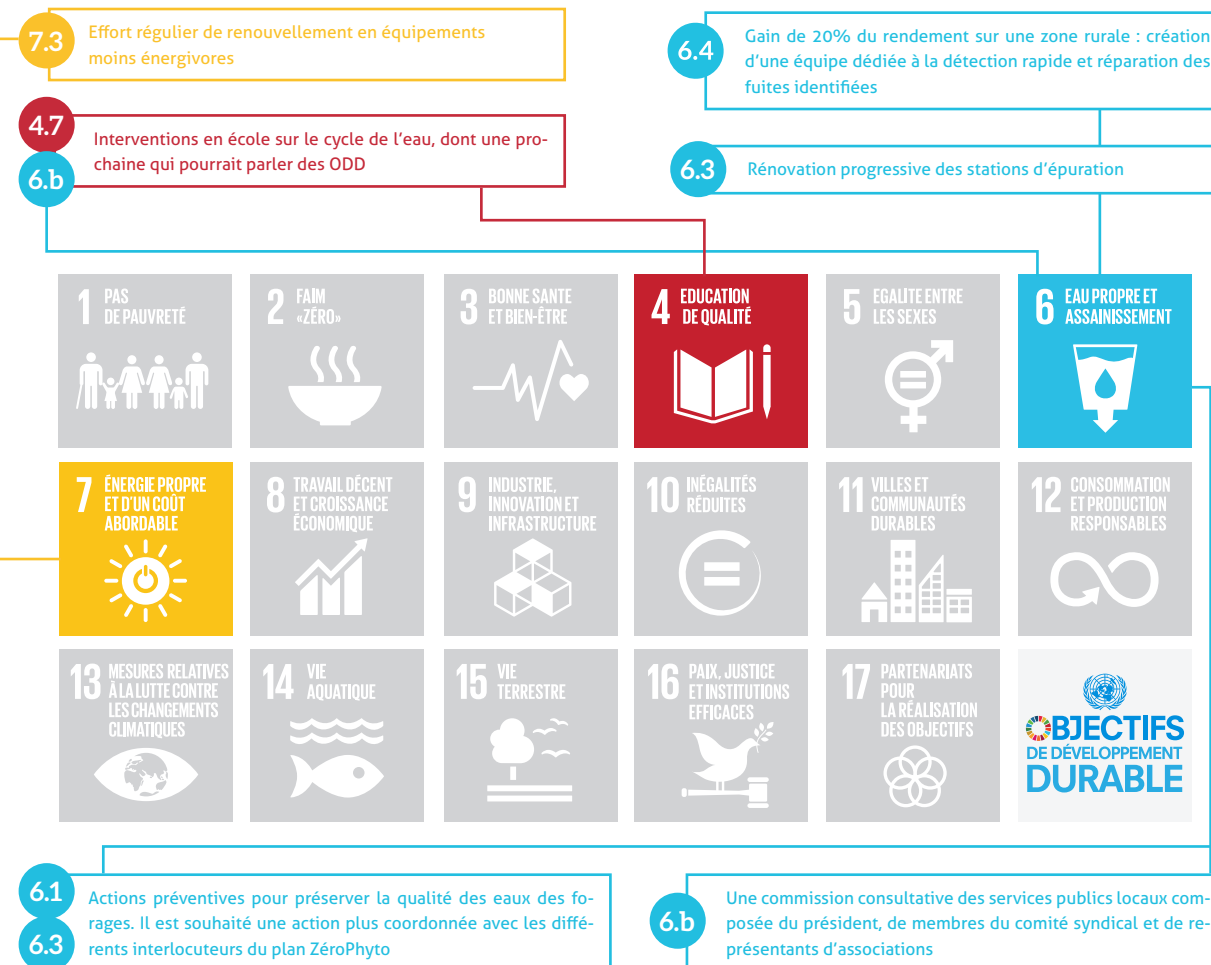 7.3
Effort régulier de renouvellement en équipements
moins énergivores
6.4
Gain de 20% du rendement sur une zone rurale : création
d'une équipe dédiée à la détection rapide et réparation des
fuites identifiées
4.7
6.b
Interventions en école sur le cycle de l'eau, dont une pro-
chaine qui pourrait parler des ODD
6.3
Rénovation progressive des stations d'épuration
1 PAS
DE PAUVRETÉ
2 FAIM
«ZÉRO»
3 BONNE SANTE
ET BIEN-ÊTRE
4 EDUCATION
DE QUALITÉ
5 EGALITE ENTRE
LES SEXES
6 EAU PROPRE ET
ASSAINISSEMENT
7 ÉNERGIE PROPRE
ET D'UN COÛT
ABORDABLE
8 TRAVAIL DÉCENT
ET CROISSANCE
ÉCONOMIQUE
9 INDUSTRIE,
INNOVATION ET
INFRASTRUCTURE
10 INÉGALITÉS
RÉDUITES
11 VILLES ET
COMMUNAUTÉS
DURABLES
12 CONSOMMATION
ET PRODUCTION
RESPONSABLES
13 MESURES RELATIVES
À LA LUTTE CONTRE
LES CHANGEMENTS
CLIMATIQUES
14 VIE
AQUATIQUE
15 VIE
TERRESTRE
16 PAIX, JUSTICE
ET INSTITUTIONS
EFFICACES
17 PARTENARIATS
POUR
LA RÉALISATION
DES OBJECTIFS
OBJECTIFS
DE DÉVELOPPEMENT
DURABLE
6.1
6.3
Actions préventives pour préserver la qualité des eaux des fo-
rages. Il est souhaité une action plus coordonnée avec les diffé-
rents interlocuteurs du plan ZéroPhyto
6.b
Une commission consultative des services publics locaux com-
posée du président, de membres du comité syndical et de re-
présentants d'associations